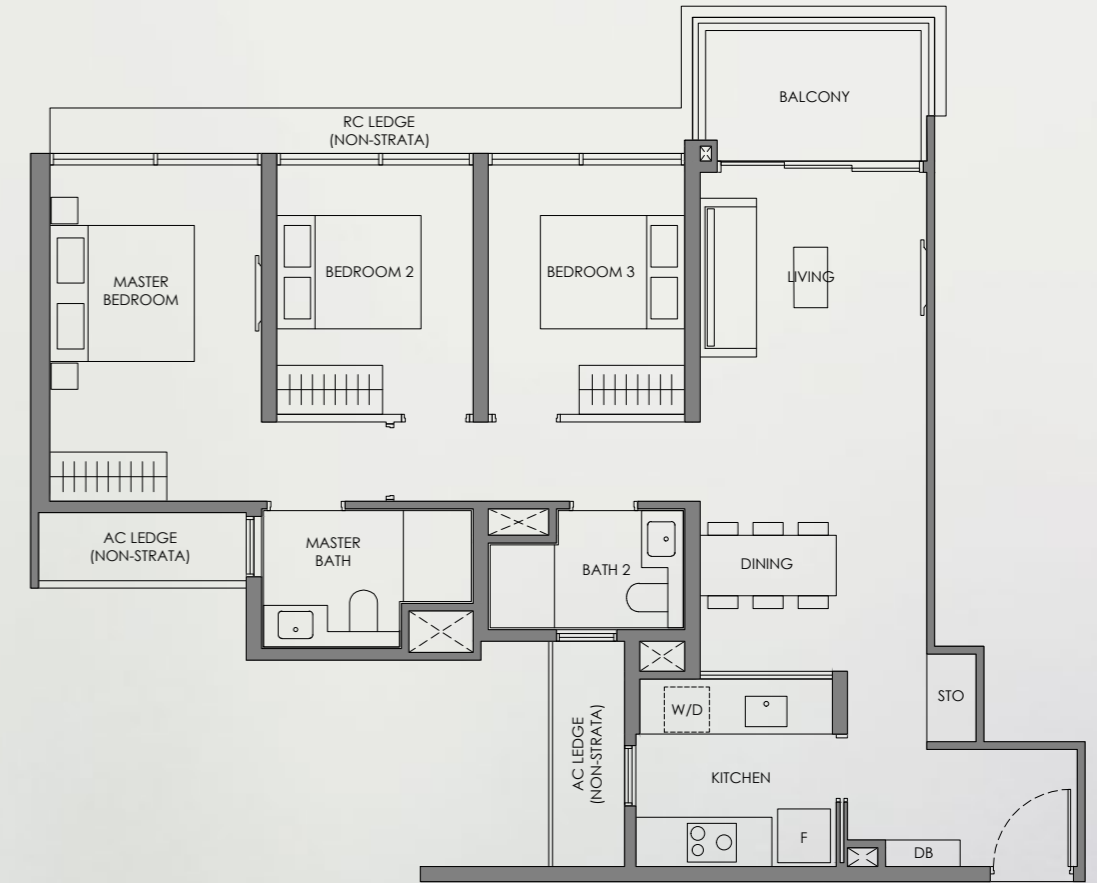 BALCONY
RC LEDGE
(NON-STRATA)
MASTER
BEDROOM
BEDROOM 2
BEDROOM 3
LIVING
AC LEDGE
(NON-STRATA)
MASTER
BATH
BATH 2
DINING
W/D
STO
AC LEDGE
(NON-STRATA)
KITCHEN
F
DB